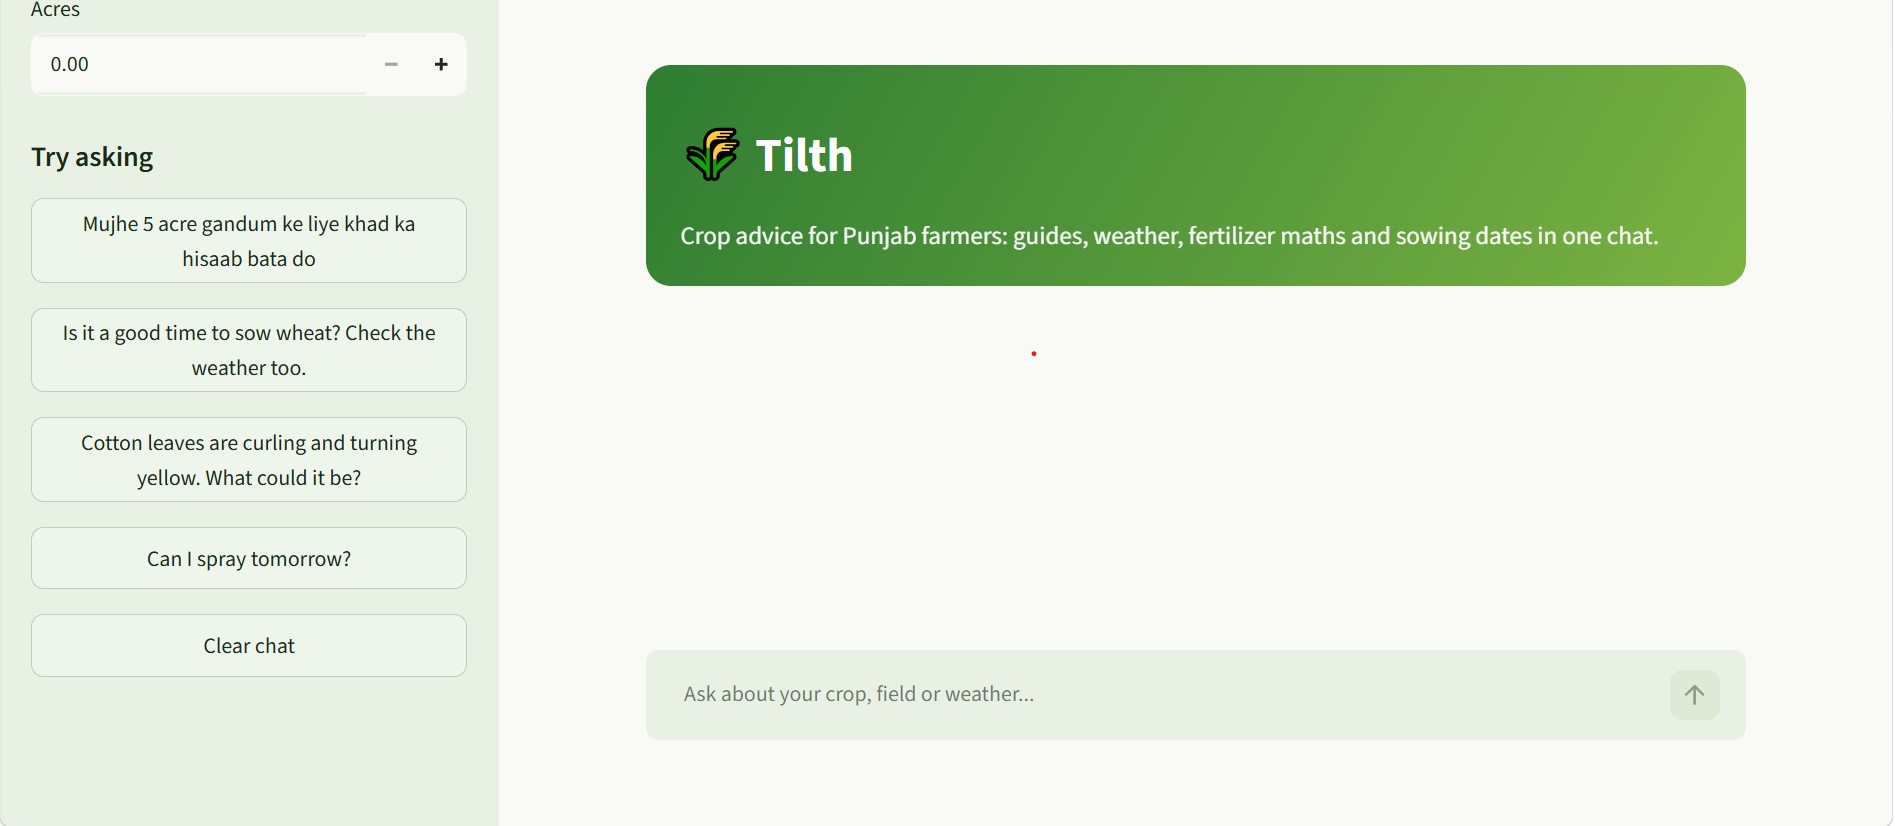 Acres
0.00
Try asking
Mujhe 5 acre gandum ke liye khad ka
hisaab bata do
Is it a good time to sow wheat? Check the
weather too.
Cotton leaves are curling and turning
yellow. What could it be?
Can I spray tomorrow?
Clear chat
Tilth
Crop advice for Punjab farmers: guides, weather, fertilizer maths and sowing dates in one chat.
Ask about your crop, field or weather...